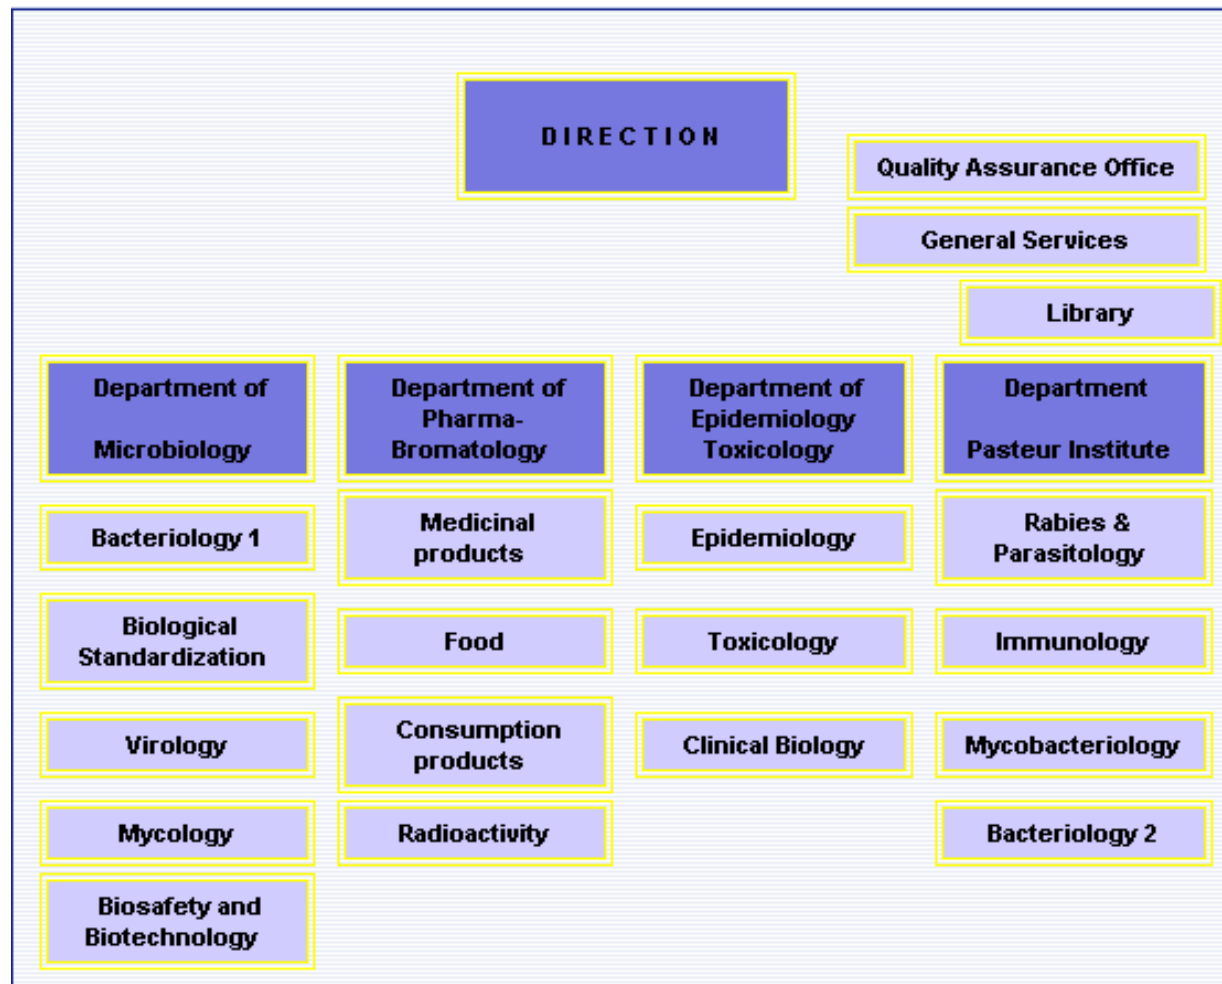 DIRECTION
Quality Assurance Office
General Services
Library
Department of
Microbiology
Department of
Pharma-
Bromatology
Department of
Epidemiology
Toxicology
Department
Pasteur Institute
Bacteriology 1
Medicinal
products
Epidemiology
Rabies &
Parasitology
Biological
Standardization
Food
Toxicology
Immunology
Virology
Consumption
products
Clinical Biology
Mycobacteriology
Mycology
Radioactivity
Bacteriology 2
Biosafety and
Biotechnology